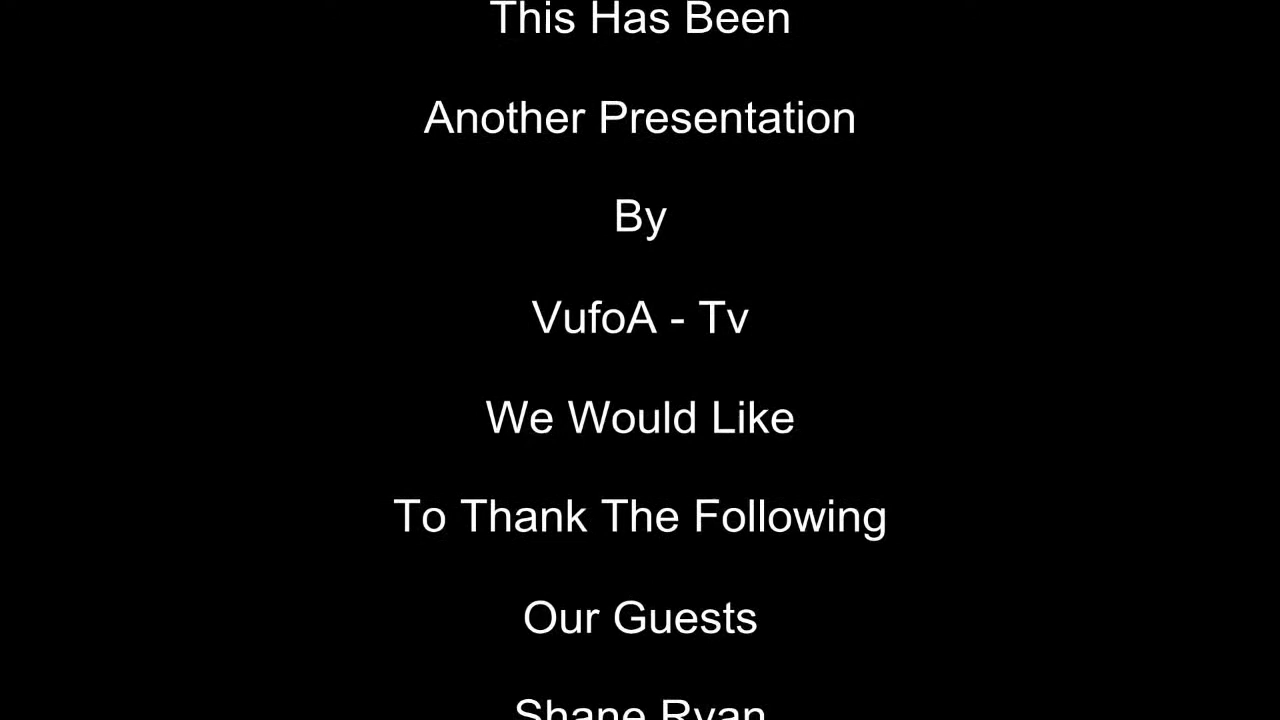 This Has Been
Another Presentation
By
VufoA - Tv
We Would Like
To Thank The Following
Our Guests
Shane Ryan